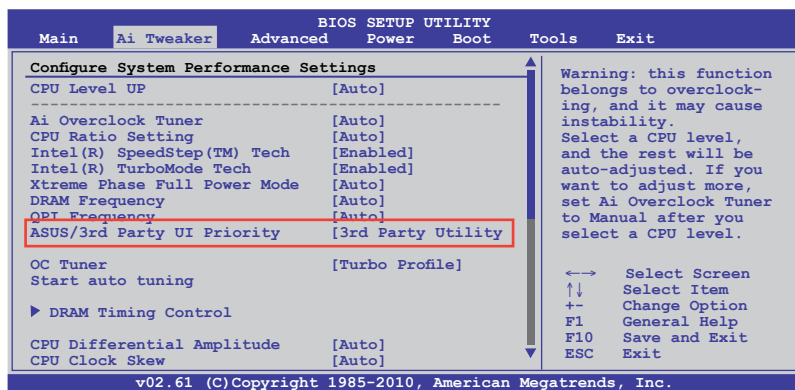 BIOS SETUP UTILITY
Main Ai Tweaker Advanced Power Boot Tools Exit
Configure System Performance Settings
CPU Level UP [Auto]
Ai Overclock Tuner [Auto]
CPU Ratio Setting [Auto]
Intel(R) SpeedStep(TM) Tech [Enabled]
Intel(R) TurboMode Tech [Enabled]
Xtreme Phase Full Power Mode [Auto]
DRAM Frequency [Auto]
QPI Frequency [Auto]
ASUS/3rd Party UI Priority [3rd Party Utility
OC Tuner [Turbo Profile]
Start auto tuning
DRAM Timing Control
CPU Differential Amplitude [Auto]
CPU Clock Skew [Auto]
Warning: this function
belongs to overclock-
ing, and it may cause
instability.
Select a CPU level,
and the rest will be
auto-adjusted. If you
want to adjust more,
set Ai Overclock Tuner
to Manual after you
select a CPU level.
←→ Select Screen
↑↓ Select Item
+- Change Option
F1 General Help
F10 Save and Exit
ESC Exit
v02.61 (C)Copyright 1985-2010, American Megatrends, Inc.